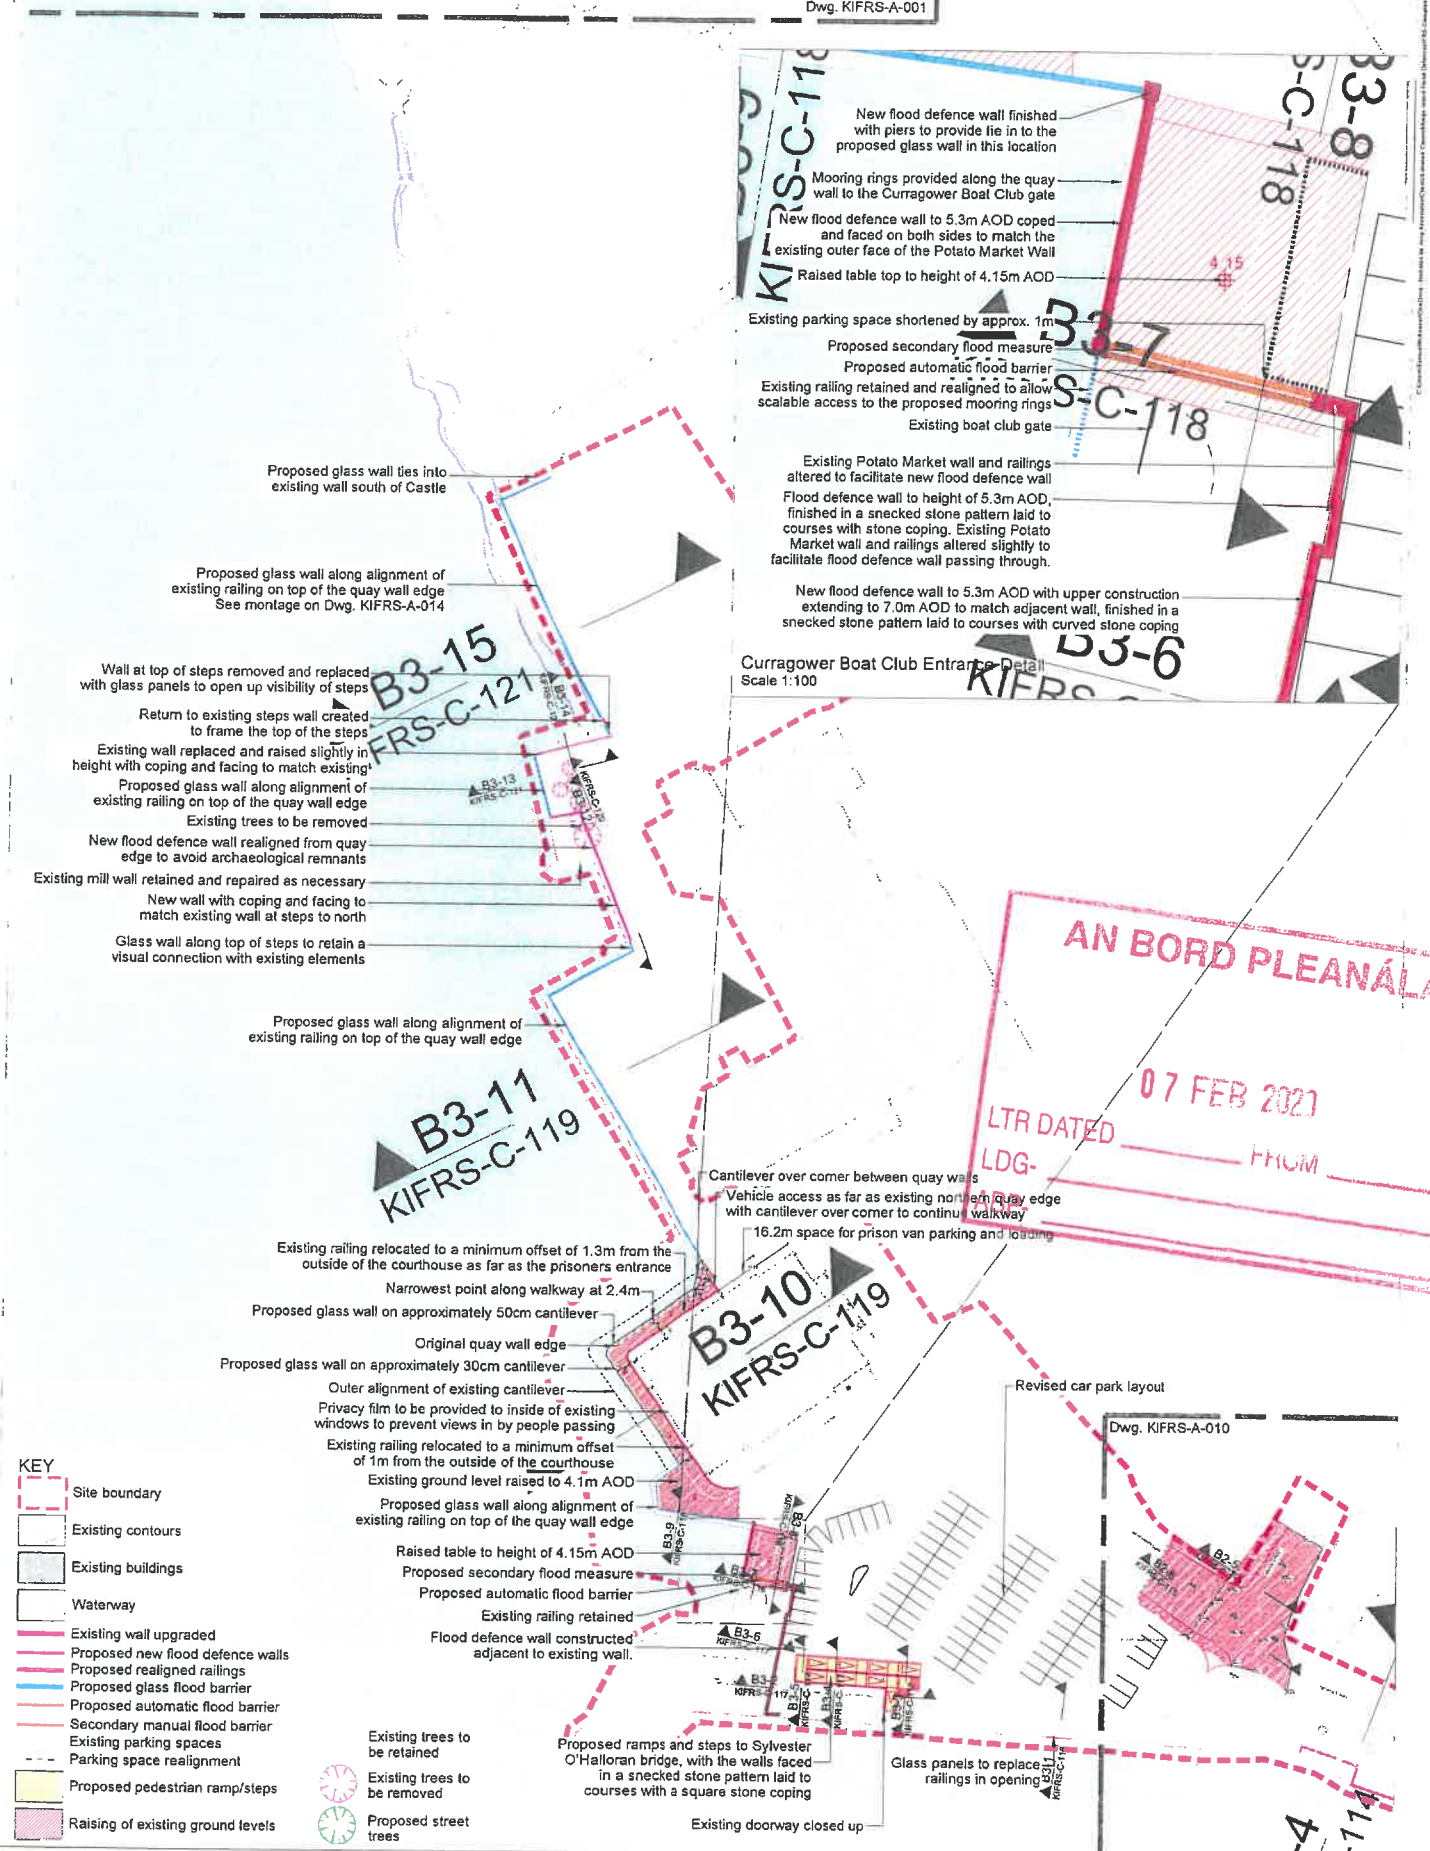 Dwg. KIFRS-A-001
New flood defence wall finished
with piers to provide tie in to the
proposed glass wall in this location
Mooring rings provided along the quay
wall to the Curragower Boat Club gate
New flood defence wall to 5.3m AOD coped
and faced on both sides to match the
existing outer face of the Potato Market Wall
Raised table top to height of 4.15m AOD
Existing parking space shortened by approx. 1m
Proposed secondary flood measure
Proposed automatic flood barrier
Existing railing retained and realigned to allow
scalable access to the proposed mooring rings
Existing boat club gate
Existing Potato Market wall and railings
altered to facilitate new flood defence wall
Flood defence wall to height of 5.3m AOD,
finished in a snecked stone pattern laid to
courses with stone coping. Existing Potato
Market wall and railings altered slightly to
facilitate flood defence wall passing through.
New flood defence wall to 5.3m AOD with upper construction
extending to 7.0m AOD to match adjacent wall, finished in a
snecked stone pattern laid to courses with curved stone coping
KIFRS-C-118
B3-8
S-C-118
4.15
B3-7
S-C-118
B3-6
KIFRS
Curragower Boat Club Entrance Detail
Scale 1:100
Proposed glass wall ties into
existing wall south of Castle
Proposed glass wall along alignment of
existing railing on top of the quay wall edge
See montage on Dwg. KIFRS-A-014
B3-15
FRS-C-121
B3-14
Wall at top of steps removed and replaced
with glass panels to open up visibility of steps
Return to existing steps wall created
to frame the top of the steps
Existing wall replaced and raised slightly in
height with coping and facing to match existing
Proposed glass wall along alignment of
existing railing on top of the quay wall edge
B3-13
KIFRS-C-121
KIFRS-C-120
Existing trees to be removed
New flood defence wall realigned from quay
edge to avoid archaeological remnants
Existing mill wall retained and repaired as necessary
New wall with coping and facing to
match existing wall at steps to north
Glass wall along top of steps to retain a
visual connection with existing elements
Proposed glass wall along alignment of
existing railing on top of the quay wall edge
B3-11
KIFRS-C-119
AN BORD PLEANÁLA
07 FEB 202
LTR DATED
FROM
LDG-
ABP-
Cantilever over corner between quay walls
Vehicle access as far as existing northern quay edge
with cantilever over corner to continue walkway
16.2m space for prison van parking and loading
Existing railing relocated to a minimum offset of 1.3m from the
outside of the courthouse as far as the prisoners entrance
Narrowest point along walkway at 2.4m
Proposed glass wall on approximately 50cm cantilever
Original quay wall edge
Proposed glass wall on approximately 30cm cantilever
Outer alignment of existing cantilever
Privacy film to be provided to inside of existing
windows to prevent views in by people passing
Existing railing relocated to a minimum offset
of 1m from the outside of the courthouse
Existing ground level raised to 4.1m AOD
Proposed glass wall along alignment of
existing railing on top of the quay wall edge
Raised table to height of 4.15m AOD
Proposed secondary flood measure
Proposed automatic flood barrier
Existing railing retained
Flood defence wall constructed
adjacent to existing wall.
B3-10
KIFRS-C-119
Revised car park layout
Dwg. KIFRS-A-010
B3-9
B3-6
B3-5
B3-4
B2-5
B3-1
KIFRS-C-116
Proposed ramps and steps to Sylvester
O'Halloran bridge, with the walls faced
in a snecked stone pattern laid to
courses with a square stone coping
Glass panels to replace
railings in opening
Existing doorway closed up
-4
-114
KEY
Site boundary
Existing contours
Existing buildings
Waterway
Existing wall upgraded
Proposed new flood defence walls
Proposed realigned railings
Proposed glass flood barrier
Proposed automatic flood barrier
Secondary manual flood barrier
Existing parking spaces
Parking space realignment
Proposed pedestrian ramp/steps
Raising of existing ground levels
Existing trees to
be retained
Existing trees to
be removed
Proposed street
trees